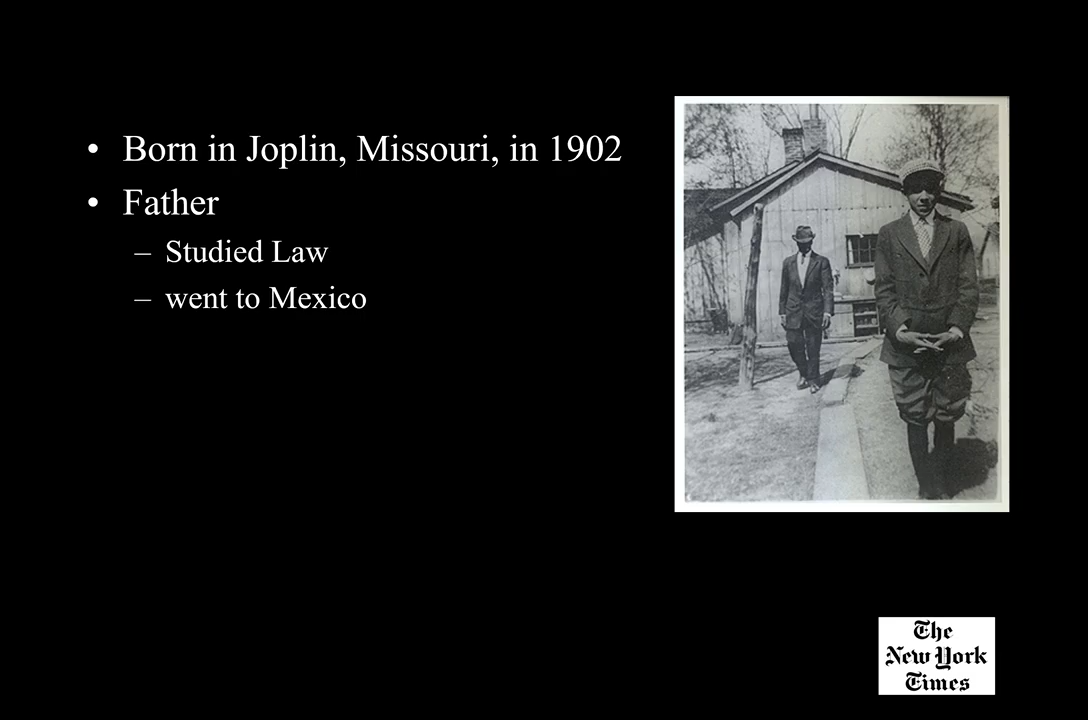 • Born in Joplin, Missouri, in 1902
• Father
– Studied Law
– went to Mexico
The
New York
Times